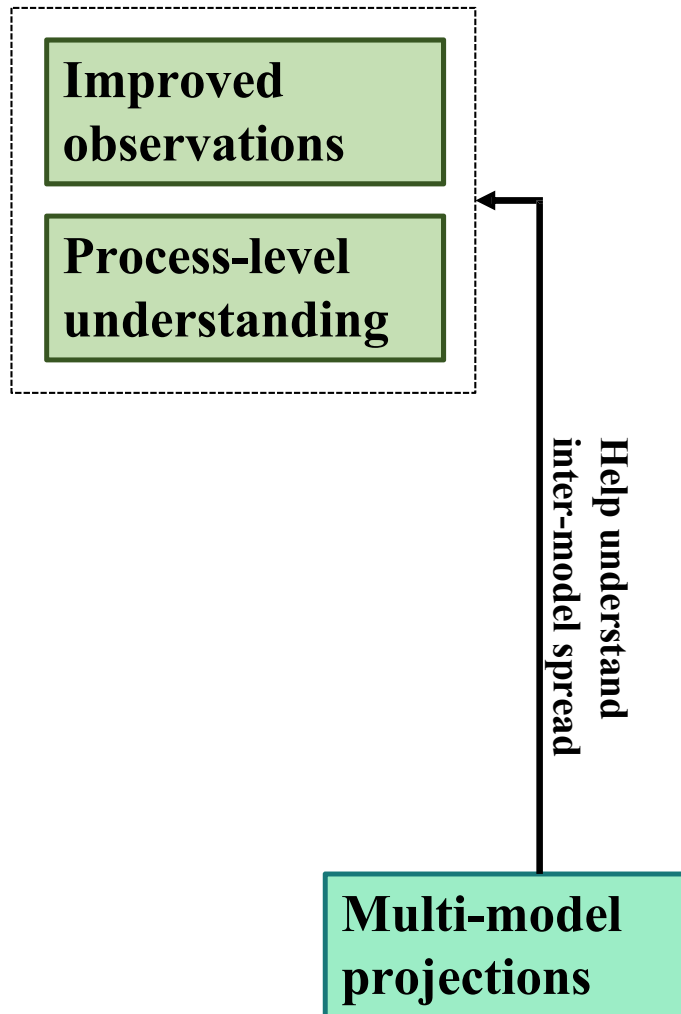 Improved
observations
Process-level
understanding
Help understand
inter-model spread
Multi-model
projections